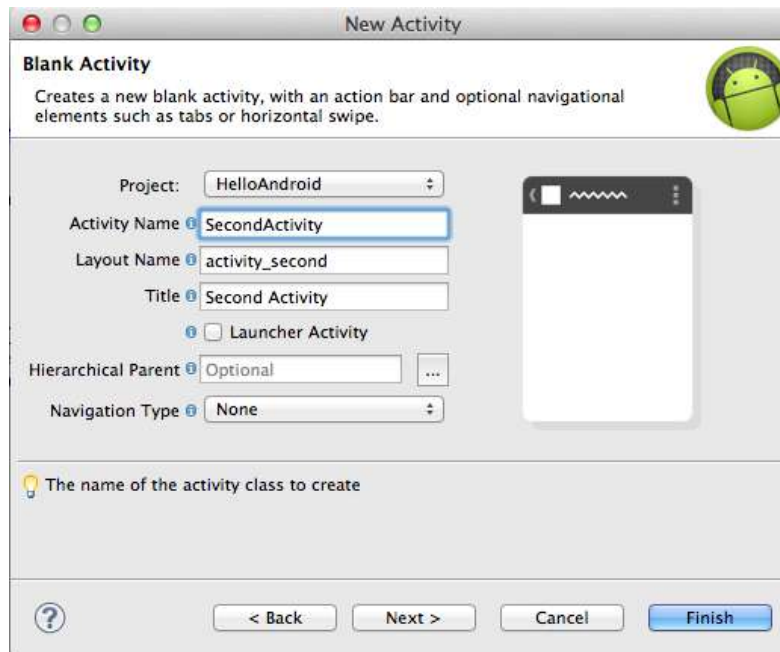 New Activity
Blank Activity
Creates a new blank activity, with an action bar and optional navigational
elements such as tabs or horizontal swipe.
Project: HelloAndroid
Activity Name SecondActivity
Layout Name activity_second
Title Second Activity
Launcher Activity
Hierarchical Parent Optional ...
Navigation Type None
The name of the activity class to create
? < Back Next > Cancel Finish